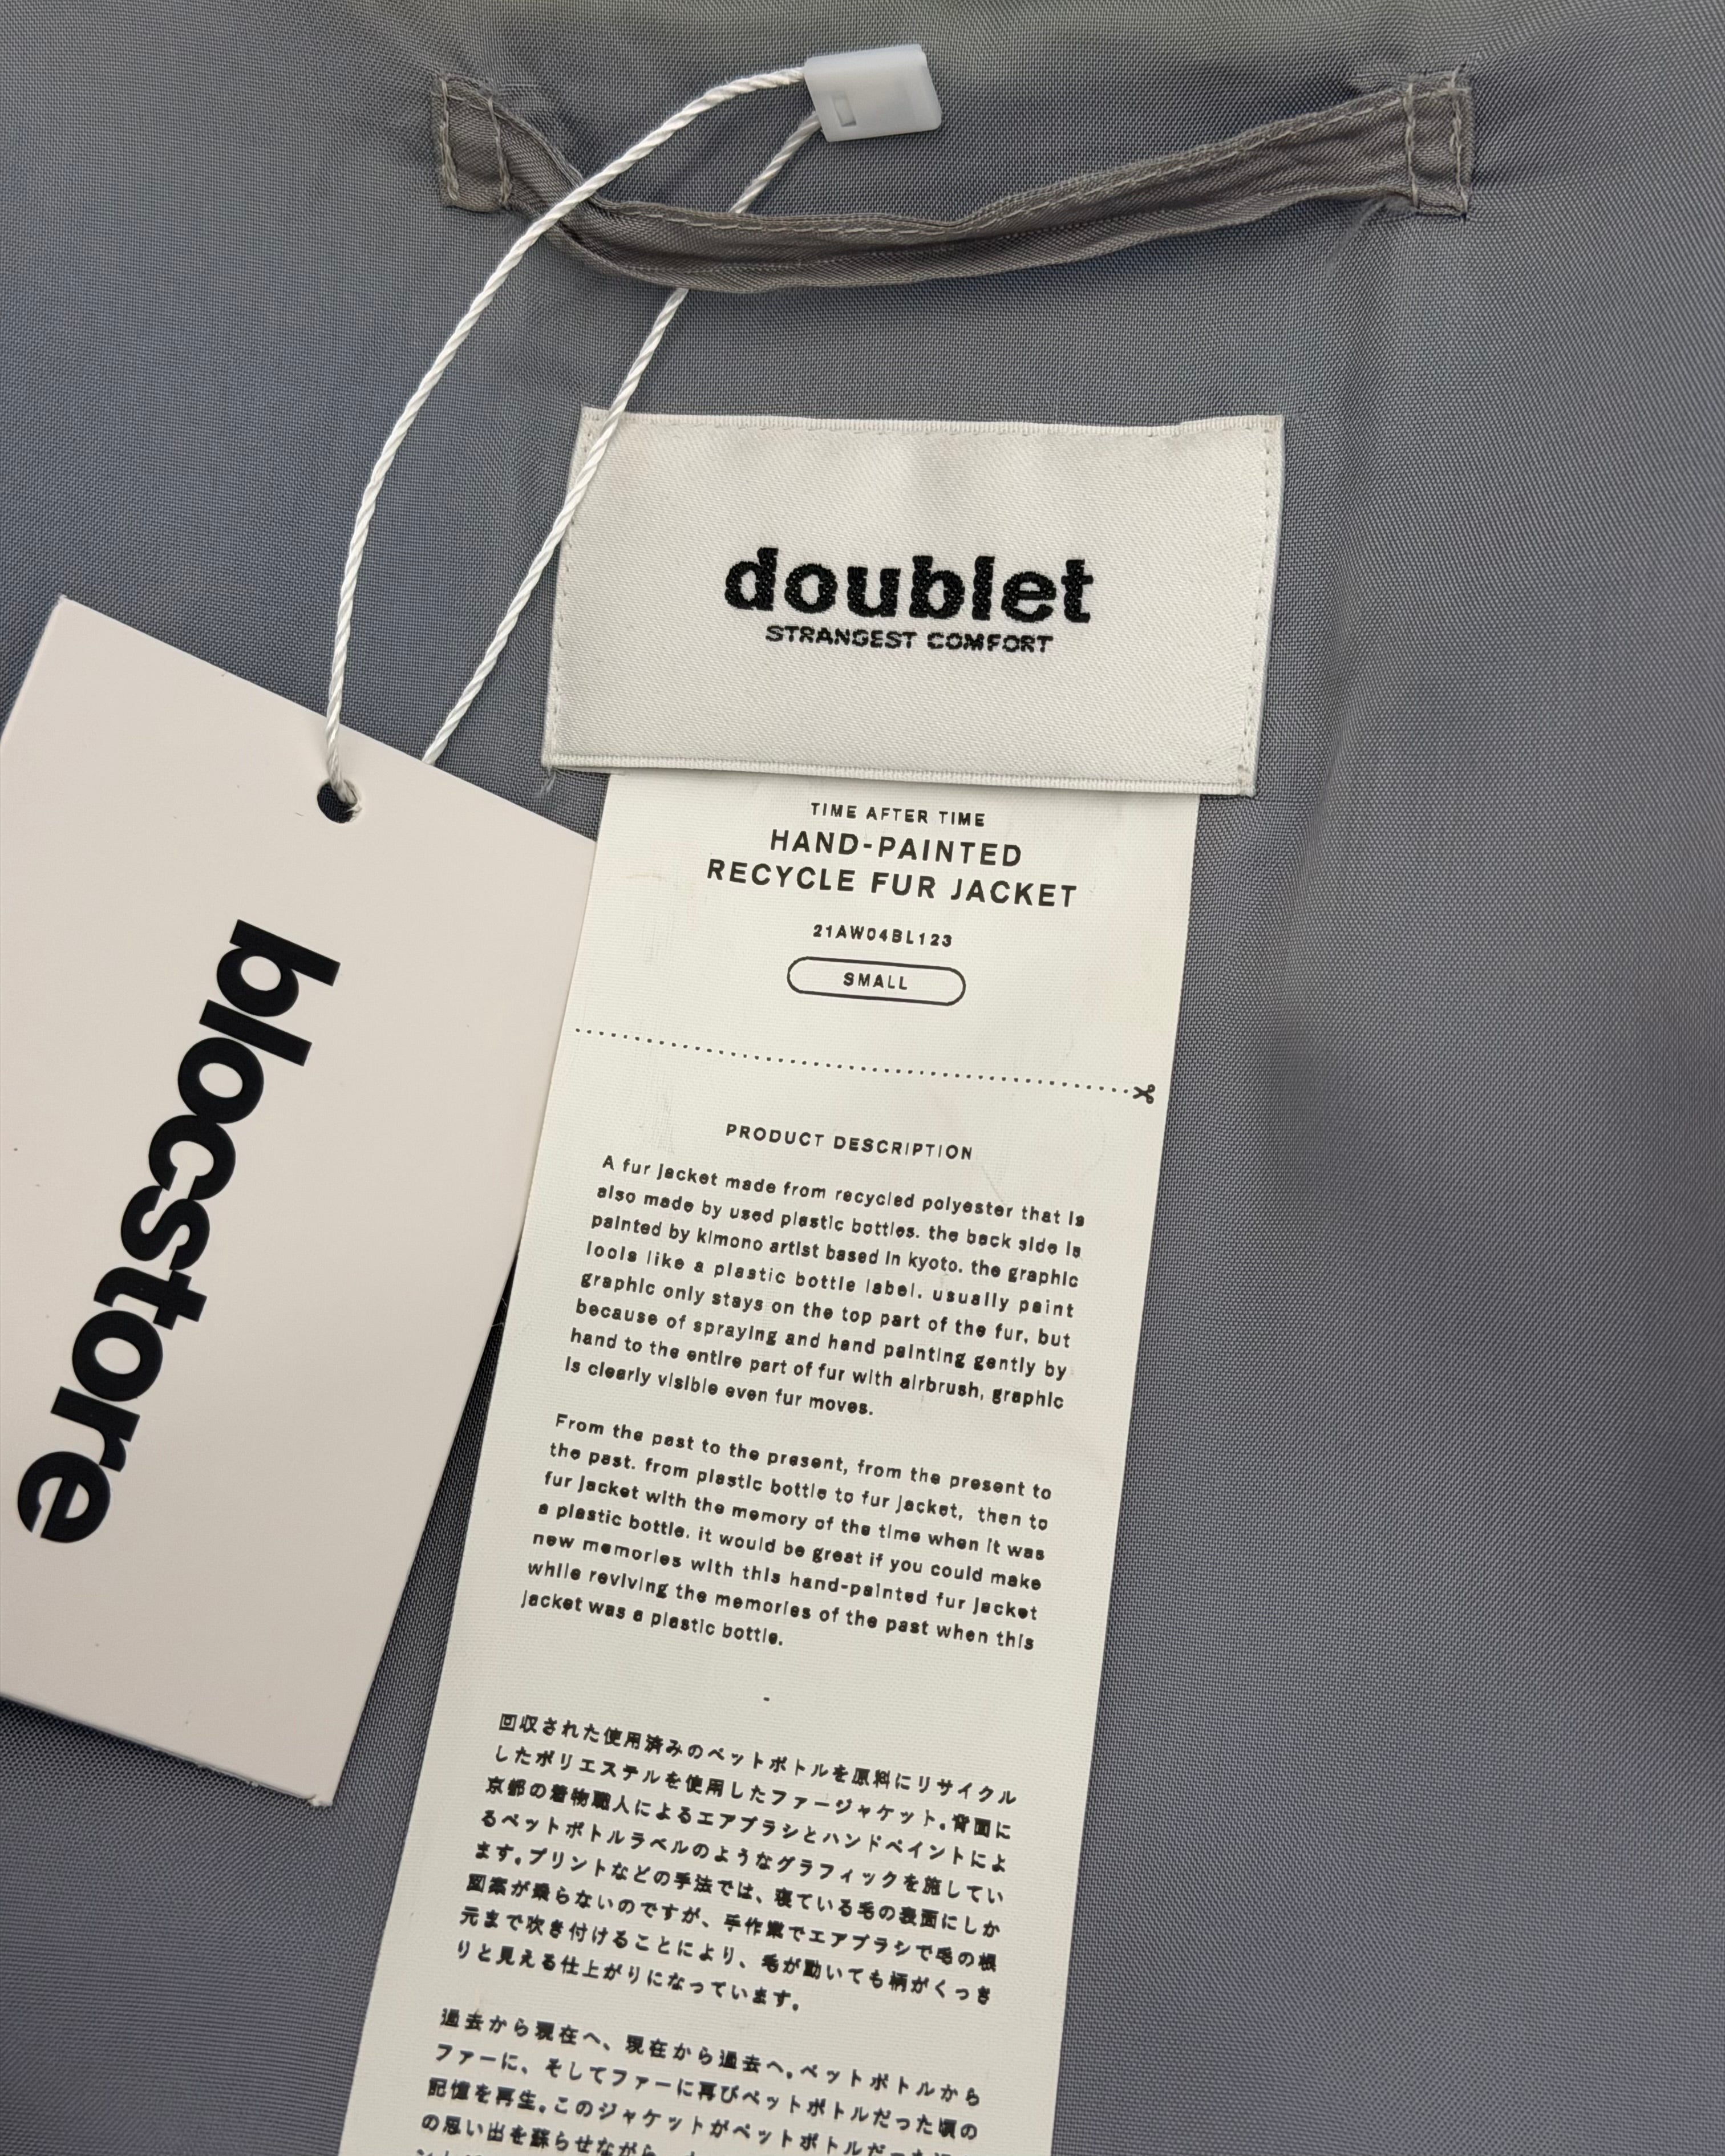 doublet
STRANGEST COMFORT
TIME AFTER TIME
HAND-PAINTED
RECYCLE FUR JACKET
21AW04BL123
SMALL
PRODUCT DESCRIPTION
A fur jacket made from recycled polyester that is
also made by used plastic bottles. the back side is
painted by kimono artist based in kyoto. the graphic
lools like a plastic bottle label. usually paint
graphic only stays on the top part of the fur, but
because of spraying and hand painting gently by
hand to the entire part of fur with airbrush, graphic
is clearly visible even fur moves.
From the past to the present, from the present to
the past. from plastic bottle to fur jacket, then to
fur jacket with the memory of the time when it was
a plastic bottle. it would be great if you could make
new memories with this hand-painted fur jacket
while reviving the memories of the past when this
jacket was a plastic bottle.
-
回収された使用済みのペットボトルを原料にリサイクル
したポリエステルを使用したファージャケット。背面に
京都の着物職人によるエアブラシとハンドペイントによ
るペットボトルラベルのようなグラフィックを施してい
ます。プリントなどの手法では、寝ている毛の表面にしか
図案が乗らないのですが、手作業でエアブラシで毛の根
元まで吹き付けることにより、毛が動いても柄がくっき
りと見える仕上がりになっています。
過去から現在へ、現在から過去へ。ペットボトルから
ファーに、そしてファーに再びペットボトルだった頃の
記憶を再生。このジャケットがペットボトルだった
の思い出を蘇らせながら、
blocstore